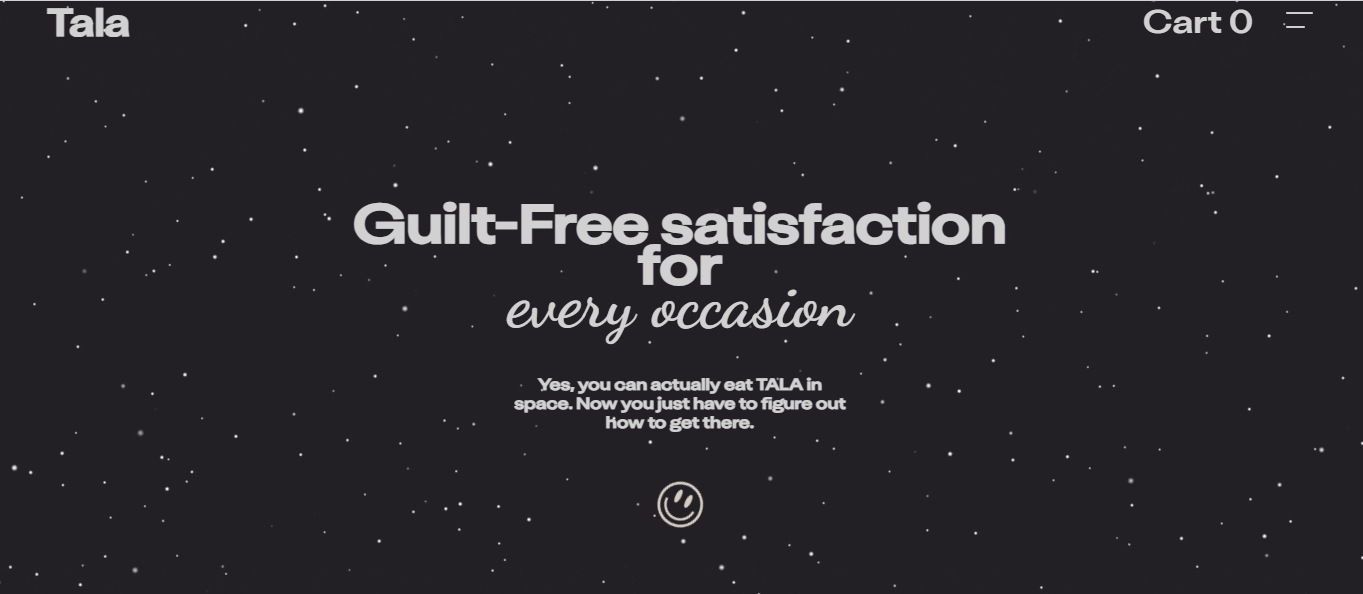 Tala
Cart 0
Guilt-Free satisfaction
for
every occasion
Yes, you can actually eat TALA in
space. Now you just have to figure out
how to get there.